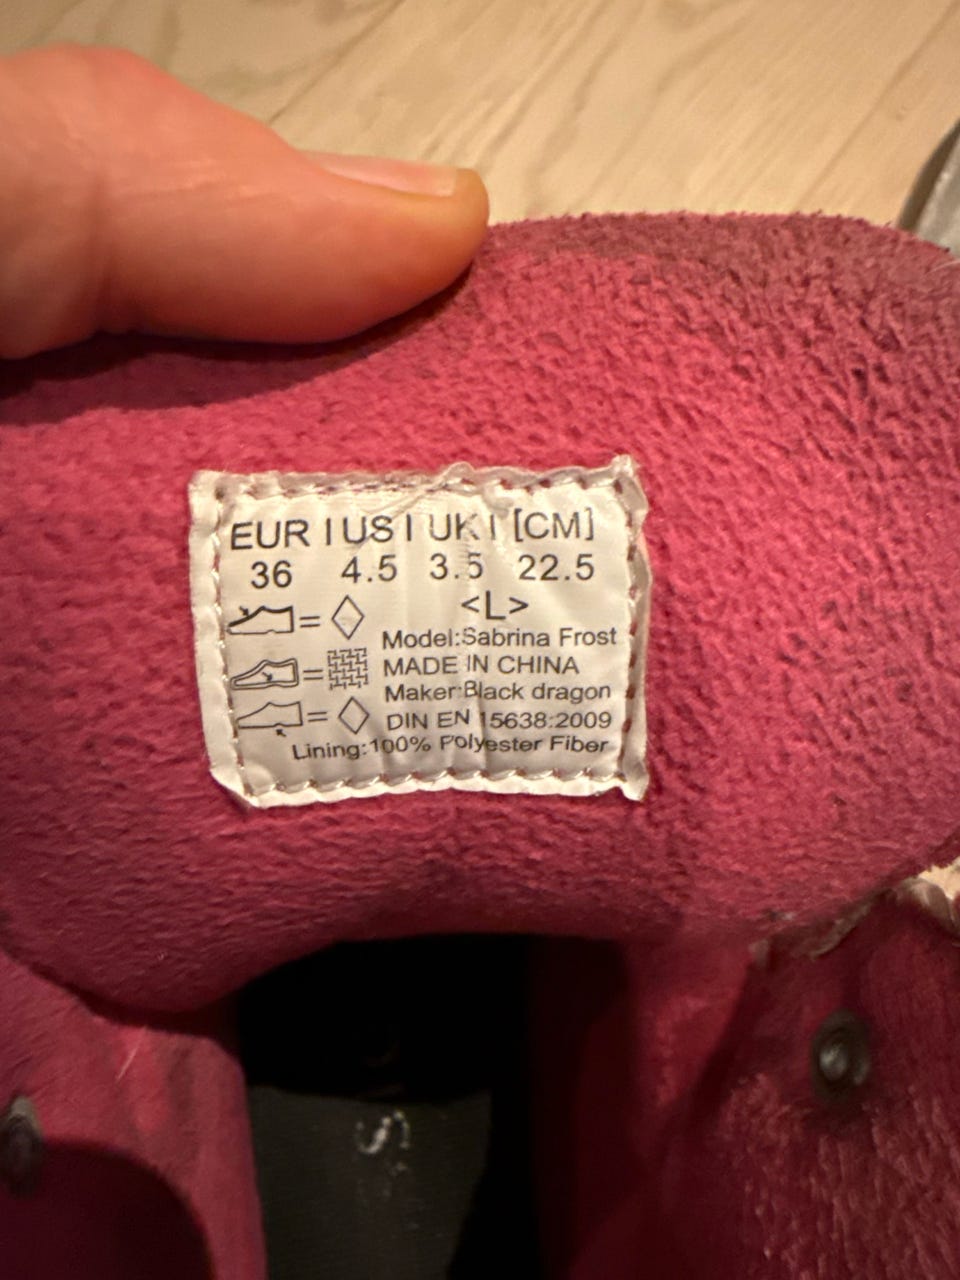 EUR | US | UK | [CM]
36 4.5 3.5 22.5
<L>
Model:Sabrina Frost
MADE IN CHINA
Maker:Black dragon
DIN EN 15638:2009
Lining:100% Polyester Fiber